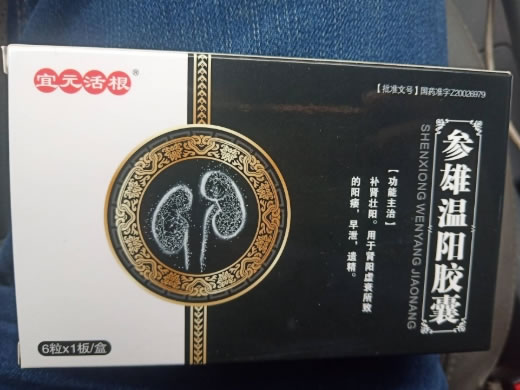 宜元活根®
【批准文号】国药准字Z20026979
参雄温阳胶囊
SHENXIONG WENYANG JIAONANG
【功能主治】
补肾壮阳。用于肾阳虚衰所致
的阳痿,早泄,遗精。
6粒x1板/盒